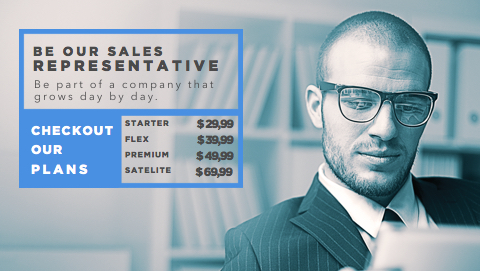 BE OUR SALES
REPRESENTATIVE
Be part of a company that
grows day by day.
CHECKOUT
OUR
PLANS
STARTER $29,99
FLEX $39,99
PREMIUM $49,99
SATELITE $69,99